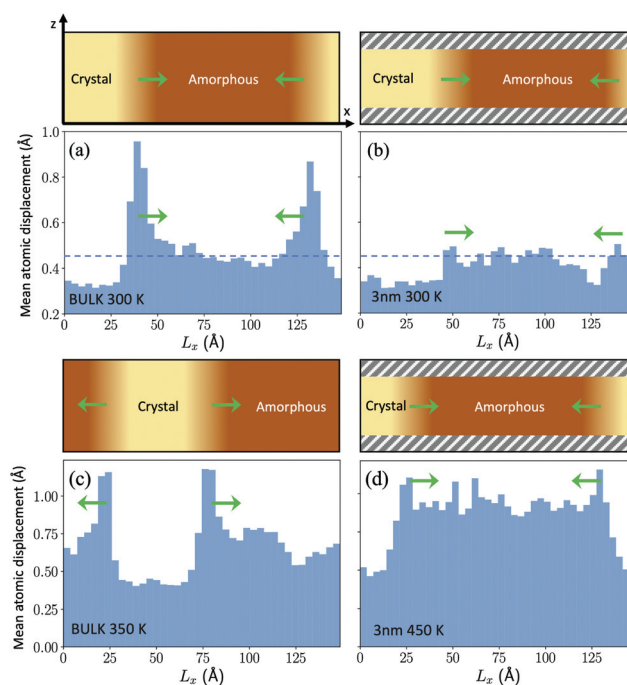 z
Crystal Amorphous
x
Crystal Amorphous
Mean atomic displacement (Å)
1.0
0.8
0.6
0.4
0.2
(a)
BULK 300 K
0 25 50 75 100 125
Lx (Å)
(b)
3nm 300 K
0 25 50 75 100 125
Lx (Å)
Crystal Amorphous
Crystal Amorphous
Mean atomic displacement (Å)
1.00
0.75
0.50
0.25
0.00
(c)
BULK 350 K
0 25 50 75 100 125
Lx (Å)
(d)
3nm 450 K
0 25 50 75 100 125
Lx (Å)